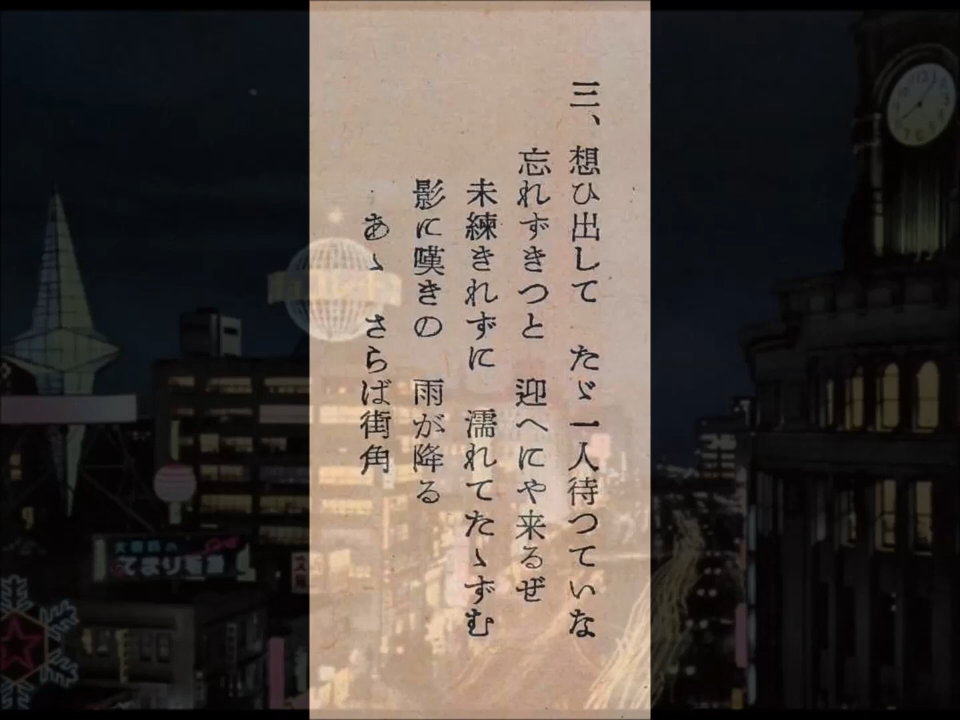 三、想ひ出して　たゞ一人待つていな
忘れずきつと　迎へにや来るぜ
未練きれずに　濡れてたゝずむ
影に嘆きの　雨が降る
あゝ　さらば街角